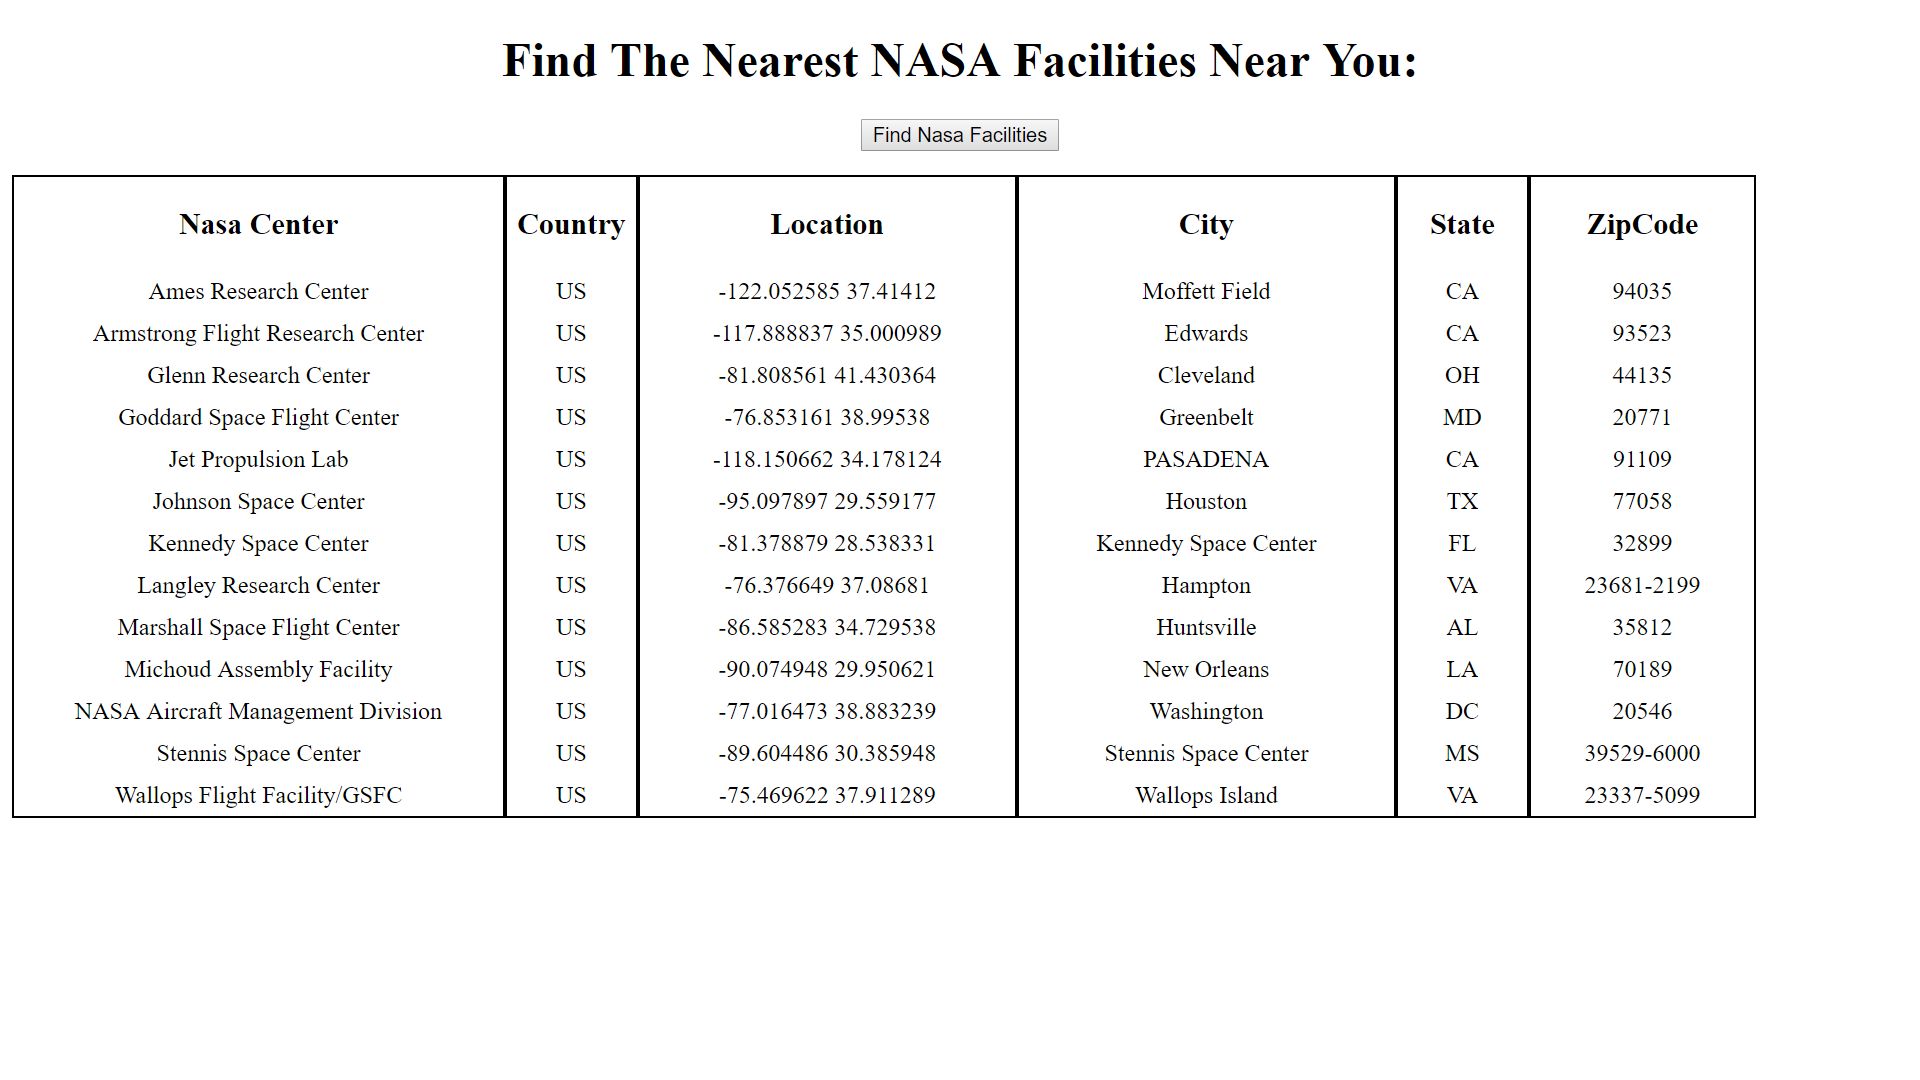 Find The Nearest NASA Facilities Near You:
Find Nasa Facilities
Nasa Center Country Location City State ZipCode
Ames Research Center US -122.052585 37.41412 Moffett Field CA 94035
Armstrong Flight Research Center US -117.888837 35.000989 Edwards CA 93523
Glenn Research Center US -81.808561 41.430364 Cleveland OH 44135
Goddard Space Flight Center US -76.853161 38.99538 Greenbelt MD 20771
Jet Propulsion Lab US -118.150662 34.178124 PASADENA CA 91109
Johnson Space Center US -95.097897 29.559177 Houston TX 77058
Kennedy Space Center US -81.378879 28.538331 Kennedy Space Center FL 32899
Langley Research Center US -76.376649 37.08681 Hampton VA 23681-2199
Marshall Space Flight Center US -86.585283 34.729538 Huntsville AL 35812
Michoud Assembly Facility US -90.074948 29.950621 New Orleans LA 70189
NASA Aircraft Management Division US -77.016473 38.883239 Washington DC 20546
Stennis Space Center US -89.604486 30.385948 Stennis Space Center MS 39529-6000
Wallops Flight Facility/GSFC US -75.469622 37.911289 Wallops Island VA 23337-5099